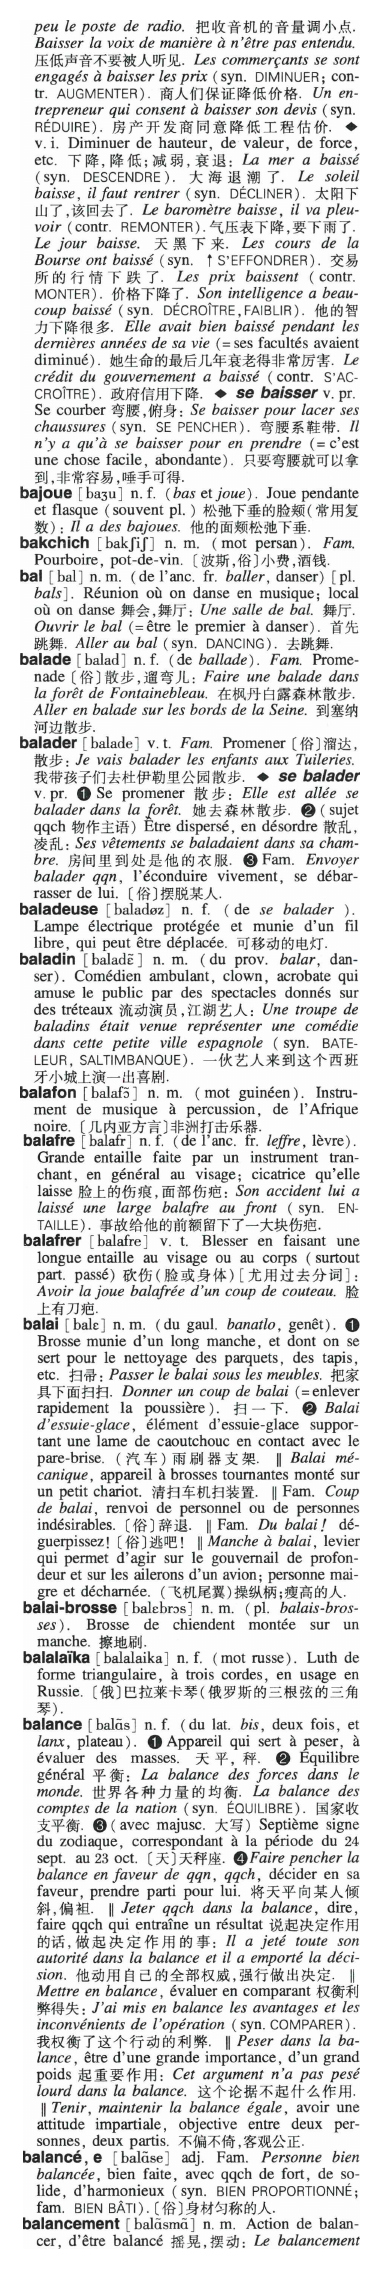 peu le poste de radio. 把收音机的音量调小点.
Baisser la voix de manière à n'être pas entendu.
压低声音不要被人听见. Les commerçants se sont
engagés à baisser les prix (syn. DIMINUER; con-
tr. AUGMENTER). 商人们保证降低价格. Un en-
trepreneur qui consent à baisser son devis (syn.
RÉDUIRE). 房产开发商同意降低工程估价. ◆
v. i. Diminuer de hauteur, de valeur, de force,
etc. 下降,降低;减弱,衰退: La mer a baissé
(syn. DESCENDRE). 大海退潮了. Le soleil
baisse, il faut rentrer (syn. DÉCLINER). 太阳下
山了,该回去了. Le baromètre baisse, il va pleu-
voir (contr. REMONTER).气压表下降,要下雨了.
Le jour baisse. 天黑下来. Les cours de la
Bourse ont baissé (syn. ↑S'EFFONDRER). 交易
所的行情下跌了. Les prix baissent (contr.
MONTER). 价格下降了. Son intelligence a beau-
coup baissé (syn. DÉCROÎTRE,FAIBLIR). 他的智
力下降很多. Elle avait bien baissé pendant les
dernières années de sa vie (= ses facultés avaient
diminué). 她生命的最后几年衰老得非常厉害. Le
crédit du gouvernement a baissé (contr. S'AC-
CROÎTRE). 政府信用下降. ◆ se baisser v. pr.
Se courber 弯腰,俯身: Se baisser pour lacer ses
chaussures (syn. SE PENCHER). 弯腰系鞋带. Il
n'y a qu'à se baisser pour en prendre (= c'est
une chose facile, abondante). 只要弯腰就可以拿
到,非常容易,唾手可得.
bajoue [baʒu] n. f. (bas et joue). Joue pendante
et flasque (souvent pl.) 松弛下垂的脸颊(常用复
数): Il a des bajoues. 他的面颊松弛下垂.
bakchich [bakʃiʃ] n. m. (mot persan). Fam.
Pourboire, pot-de-vin. 〔波斯,俗〕小费,酒钱.
bal [bal] n. m. (de l'anc. fr. baller, danser) [pl.
bals]. Réunion où on danse en musique; local
où on danse 舞会,舞厅: Une salle de bal. 舞厅.
Ouvrir le bal (= être le premier à danser). 首先
跳舞. Aller au bal (syn. DANCING). 去跳舞.
balade [balad] n. f. (de ballade). Fam. Prome-
nade〔俗〕散步,遛弯儿: Faire une balade dans
la forêt de Fontainebleau. 在枫丹白露森林散步.
Aller en balade sur les bords de la Seine. 到塞纳
河边散步.
balader [balade] v. t. Fam. Promener〔俗〕溜达,
散步: Je vais balader les enfants aux Tuileries.
我带孩子们去杜伊勒里公园散步. ◆ se balader
v. pr. ❶ Se promener 散步: Elle est allée se
balader dans la forêt. 她去森林散步. ❷ (sujet
qqch 物作主语) Être dispersé, en désordre 散乱,
凌乱: Ses vêtements se baladaient dans sa cham-
bre. 房间里到处是他的衣服. ❸ Fam. Envoyer
balader qqn, l'éconduire vivement, se débar-
rasser de lui. 〔俗〕摆脱某人.
baladeuse [baladøz] n. f. (de se balader ).
Lampe électrique protégée et munie d'un fil
libre, qui peut être déplacée. 可移动的电灯.
baladin [baladɛ̃] n. m. (du prov. balar, dan-
ser). Comédien ambulant, clown, acrobate qui
amuse le public par des spectacles donnés sur
des tréteaux 流动演员,江湖艺人: Une troupe de
baladins était venue représenter une comédie
dans cette petite ville espagnole (syn. BATE-
LEUR, SALTIMBANQUE). 一伙艺人来到这个西班
牙小城上演一出喜剧.
balafon [balafɔ̃] n. m. (mot guinéen). Instru-
ment de musique à percussion, de l'Afrique
noire. 〔几内亚方言〕非洲打击乐器.
balafre [balafr] n. f. (de l'anc. fr. leffre, lèvre).
Grande entaille faite par un instrument tran-
chant, en général au visage; cicatrice qu'elle
laisse 脸上的伤痕,面部伤疤: Son accident lui a
laissé une large balafre au front (syn. EN-
TAILLE). 事故给他的前额留下了一大块伤疤.
balafrer [balafre] v. t. Blesser en faisant une
longue entaille au visage ou au corps (surtout
part. passé) 砍伤(脸或身体)[尤用过去分词]:
Avoir la joue balafrée d'un coup de couteau. 脸
上有刀疤.
balai [balɛ] n. m. (du gaul. banatlo, genêt). ❶
Brosse munie d'un long manche, et dont on se
sert pour le nettoyage des parquets, des tapis,
etc. 扫帚: Passer le balai sous les meubles. 把家
具下面扫扫. Donner un coup de balai (= enlever
rapidement la poussière). 扫一下. ❷ Balai
d'essuie-glace, élément d'essuie-glace suppor-
tant une lame de caoutchouc en contact avec le
pare-brise. (汽车)雨刷器支架. ‖ Balai mé-
canique, appareil à brosses tournantes monté sur
un petit chariot. 清扫车机扫装置. ‖ Fam. Coup
de balai, renvoi de personnel ou de personnes
indésirables. 〔俗〕辞退. ‖ Fam. Du balai! dé-
guerpissez! 〔俗〕逃吧! ‖ Manche à balai, levier
qui permet d'agir sur le gouvernail de profon-
deur et sur les ailerons d'un avion; personne mai-
gre et décharnée. (飞机尾翼)操纵柄;瘦高的人.
balai-brosse [balɛbrɔs] n. m. (pl. balais-bros-
ses). Brosse de chiendent montée sur un
manche. 擦地刷.
balalaïka [balalaika] n. f. (mot russe). Luth de
forme triangulaire, à trois cordes, en usage en
Russie. 〔俄〕巴拉莱卡琴(俄罗斯的三根弦的三角
琴).
balance [balɑ̃s] n. f. (du lat. bis, deux fois, et
lanx, plateau). ❶ Appareil qui sert à peser, à
évaluer des masses. 天平,秤. ❷ Équilibre
général 平衡: La balance des forces dans le
monde. 世界各种力量的均衡. La balance des
comptes de la nation (syn. ÉQUILIBRE). 国家收
支平衡. ❸ (avec majusc. 大写) Septième signe
du zodiaque, correspondant à la période du 24
sept. au 23 oct. 〔天〕天秤座. ❹ Faire pencher la
balance en faveur de qqn, qqch, décider en sa
faveur, prendre parti pour lui. 将天平向某人倾
斜,偏袒. ‖ Jeter qqch dans la balance, dire,
faire qqch qui entraîne un résultat 说起决定作用
的话,做起决定作用的事: Il a jeté toute son
autorité dans la balance et il a emporté la déci-
sion. 他动用自己的全部权威,强行做出决定. ‖
Mettre en balance, évaluer en comparant 权衡利
弊得失: J'ai mis en balance les avantages et les
inconvénients de l'opération (syn. COMPARER).
我权衡了这个行动的利弊. ‖ Peser dans la ba-
lance, être d'une grande importance, d'un grand
poids 起重要作用: Cet argument n'a pas pesé
lourd dans la balance. 这个论据不起什么作用.
‖ Tenir, maintenir la balance égale, avoir une
attitude impartiale, objective entre deux per-
sonnes, deux partis. 不偏不倚,客观公正.
balancé, e [balɑ̃se] adj. Fam. Personne bien
balancée, bien faite, avec qqch de fort, de so-
lide, d'harmonieux (syn. BIEN PROPORTIONNÉ;
fam. BIEN BÂTI).〔俗〕身材匀称的人.
balancement [balɑ̃smɑ̃] n. m. Action de balan-
cer, d'être balancé 摇晃,摆动: Le balancement